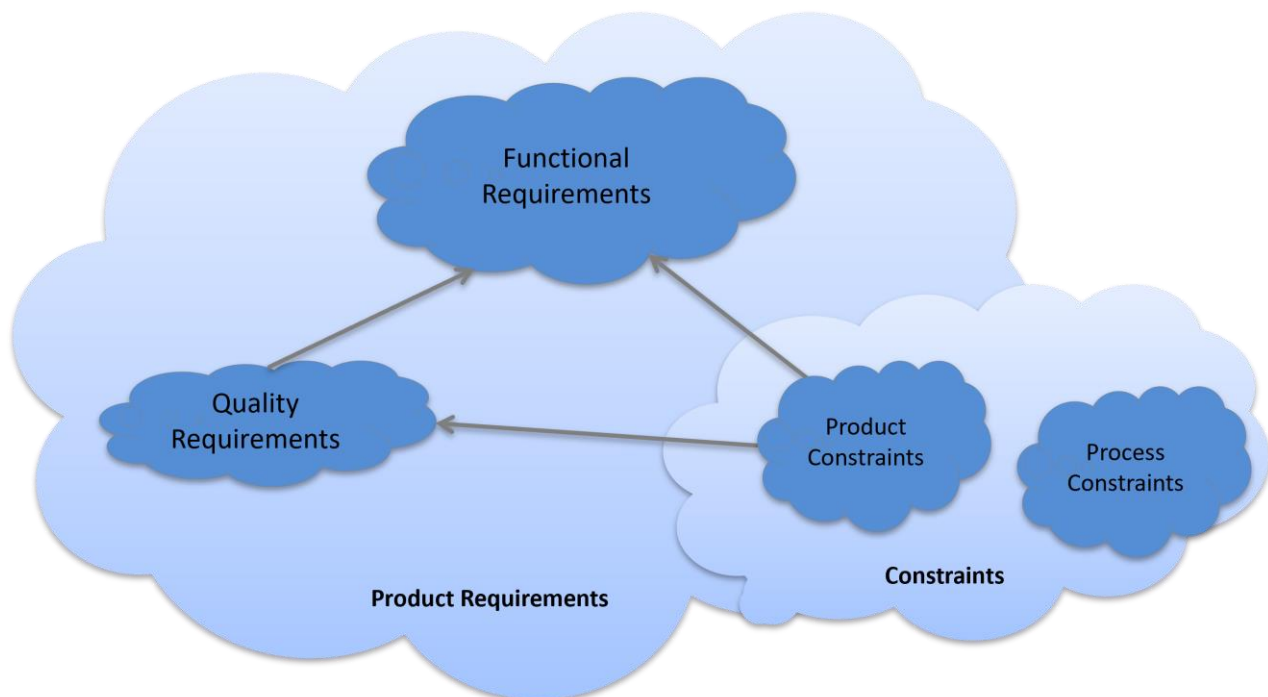 Functional
Requirements
Quality
Requirements
Product
Constraints
Process
Constraints
Constraints
Product Requirements